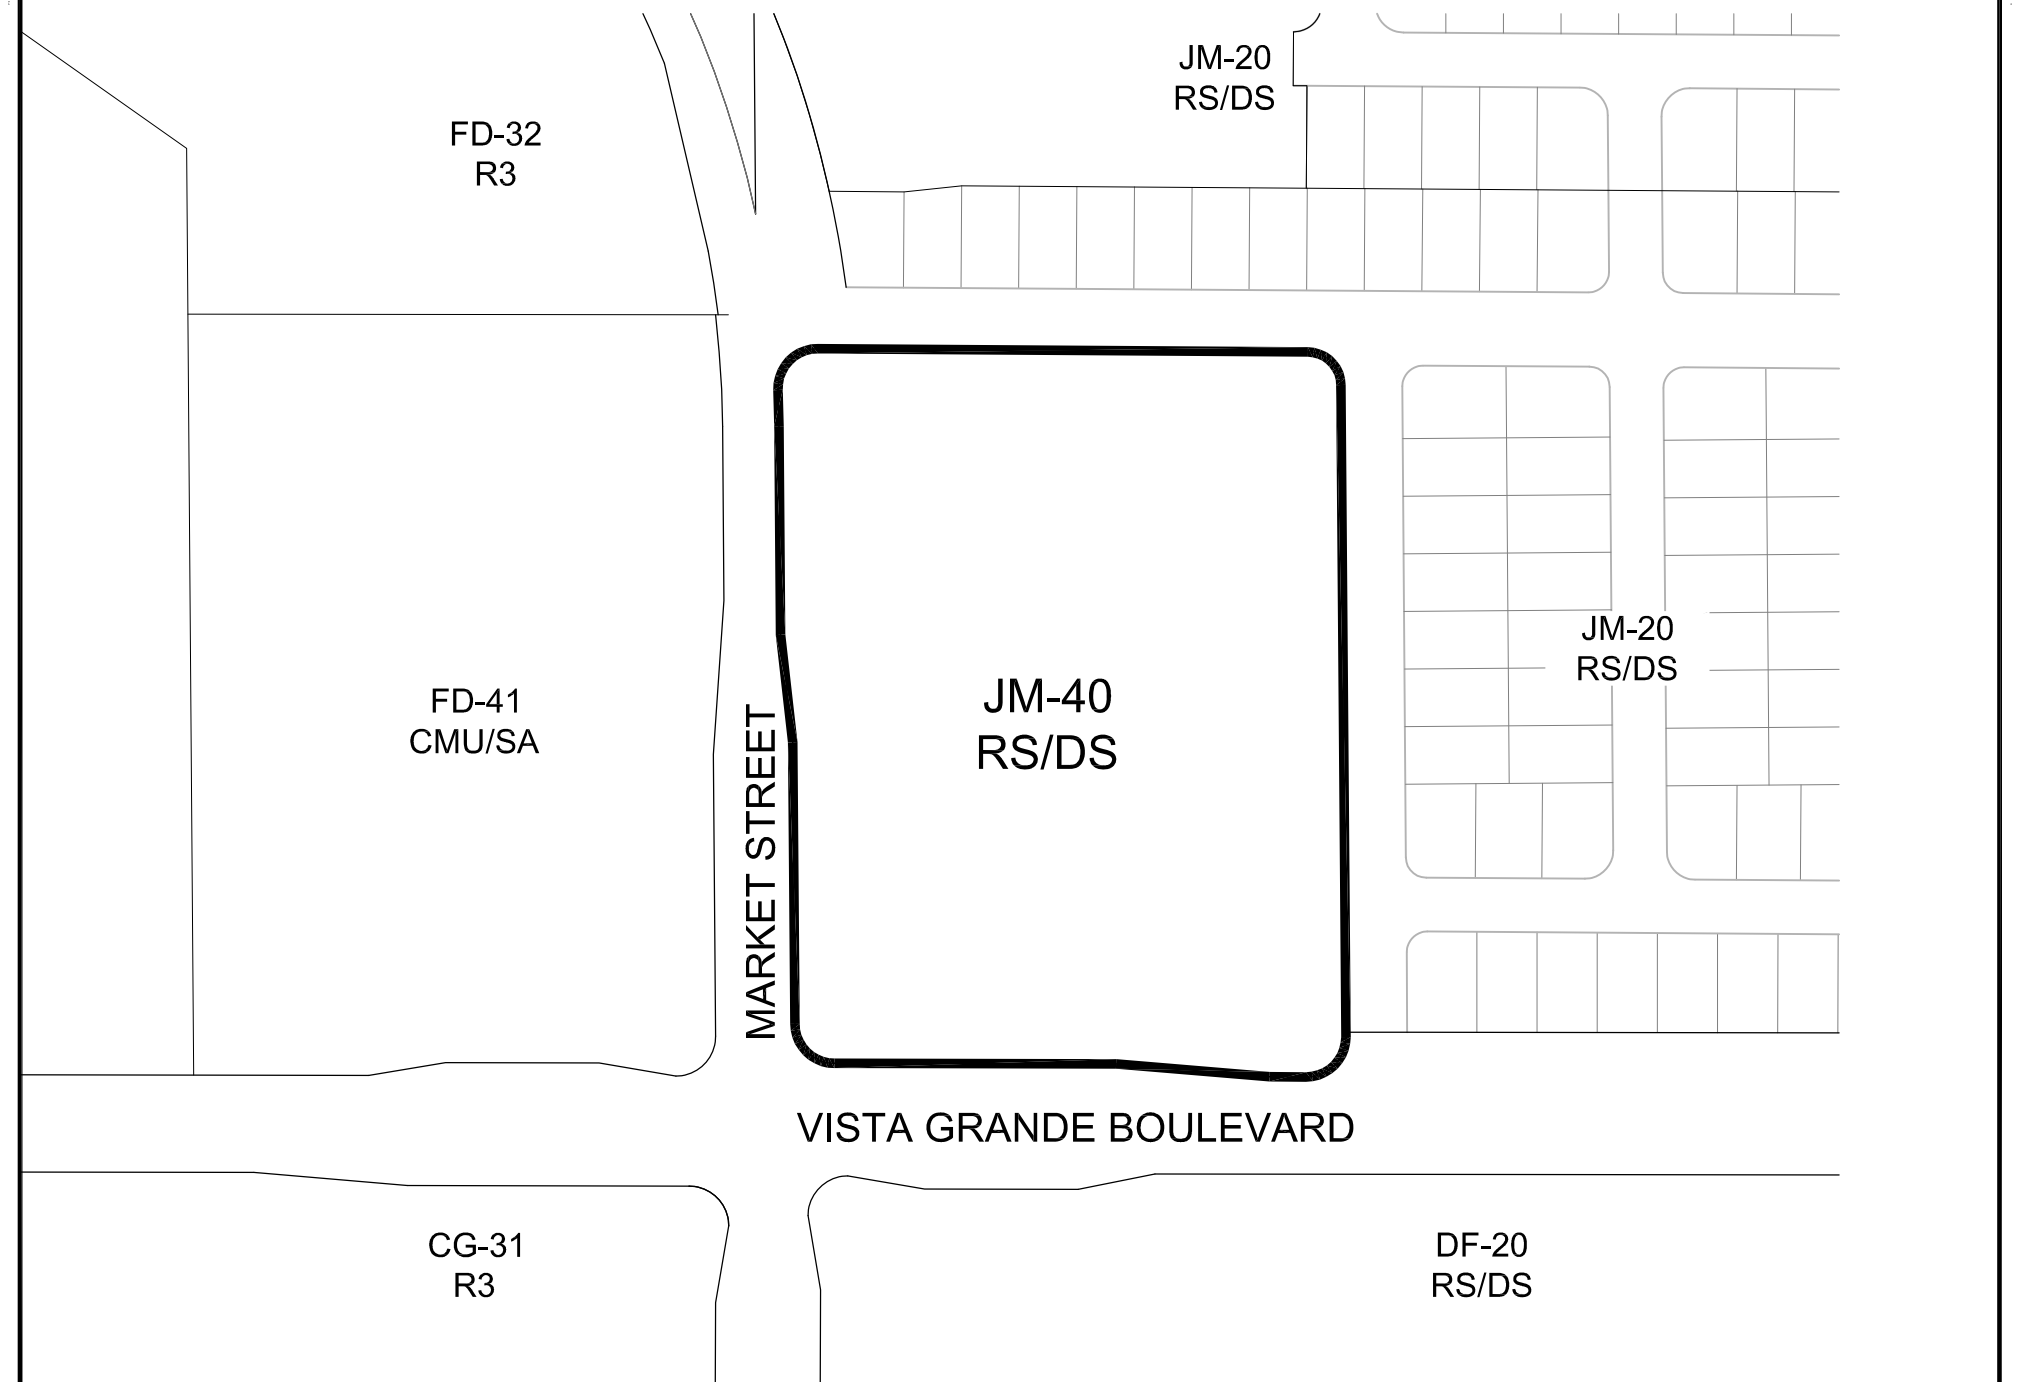 JM-20
RS/DS
FD-32
R3
JM-20
RS/DS
FD-41
CMU/SA
JM-40
RS/DS
MARKET STREET
VISTA GRANDE BOULEVARD
CG-31
R3
DF-20
RS/DS